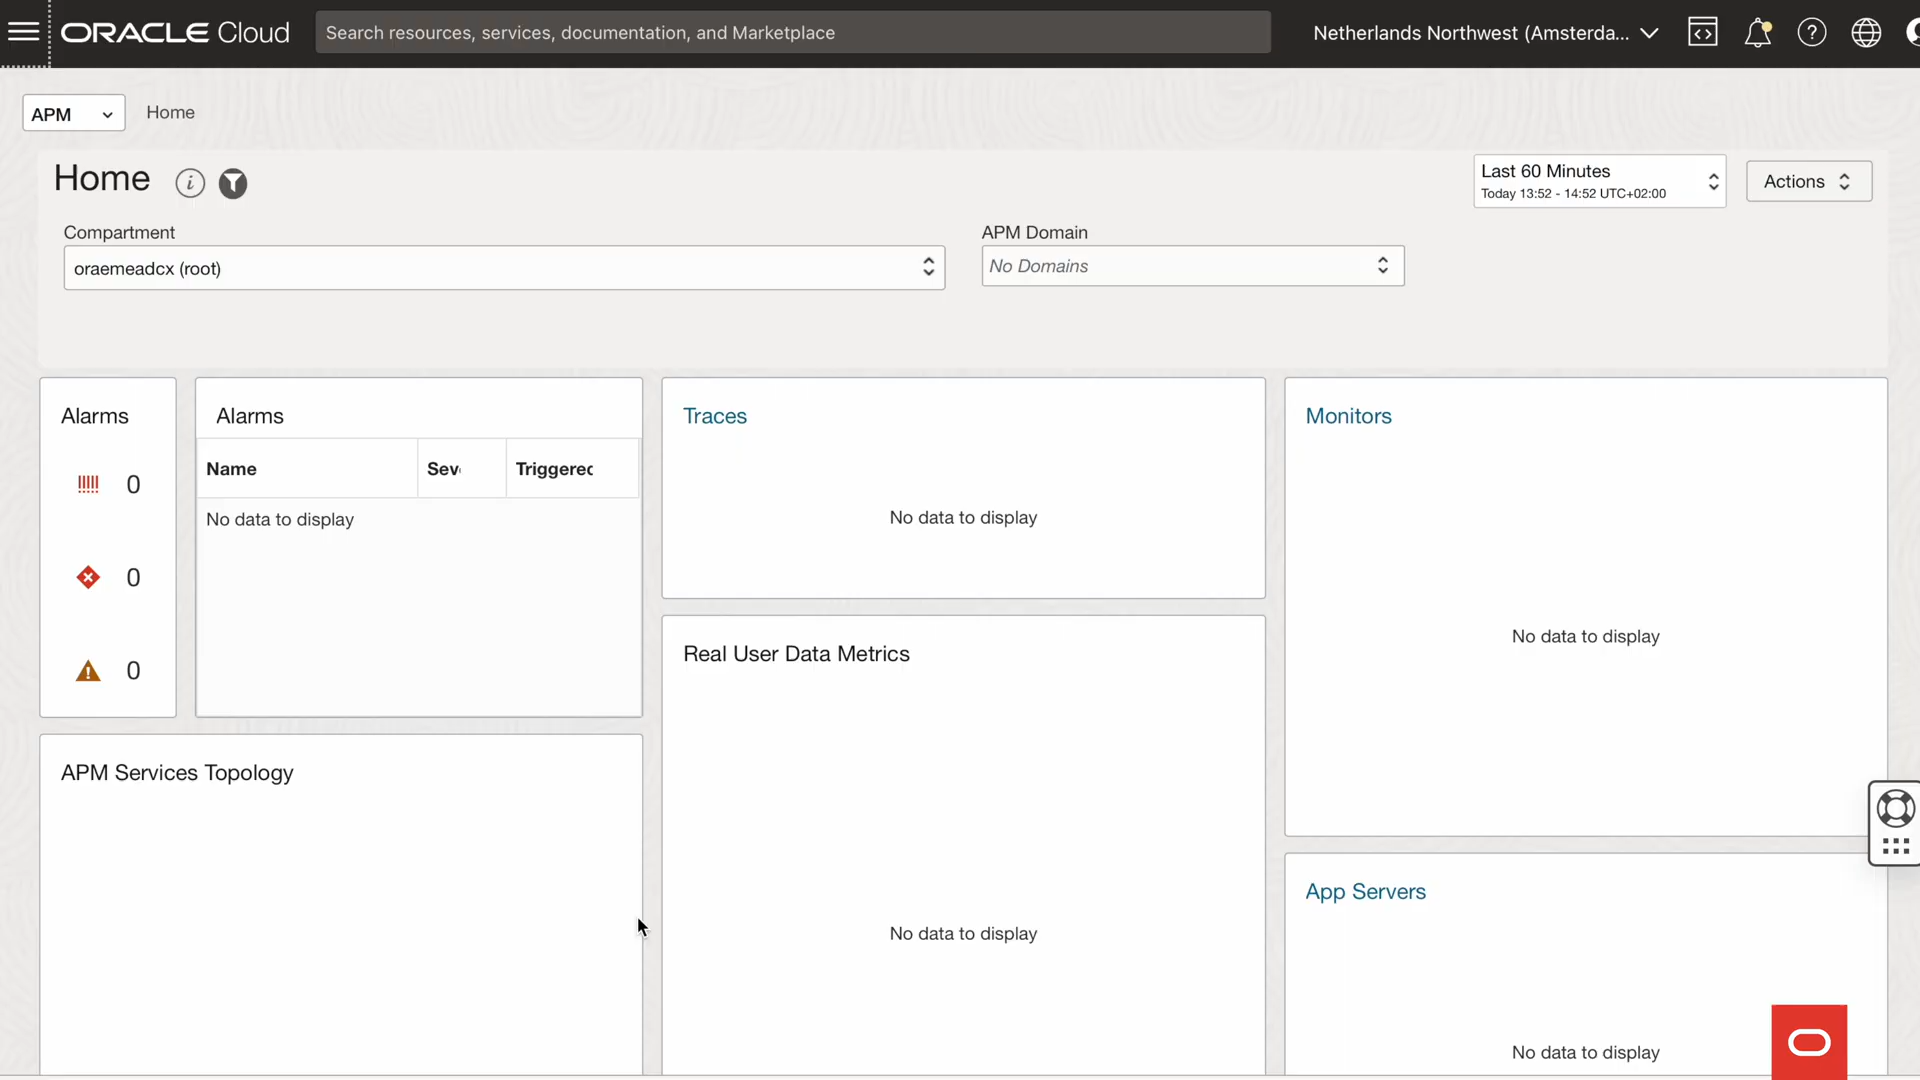 ORACLE Cloud
Search resources, services, documentation, and Marketplace
Netherlands Northwest (Amsterda...
APM
Home
Home
Last 60 Minutes
Today 13:52 - 14:52 UTC+02:00
Actions
Compartment
oraemeadcx (root)
APM Domain
No Domains
Alarms
0
0
0
Alarms
Name
Sev
Triggered
No data to display
Traces
No data to display
Monitors
No data to display
Real User Data Metrics
No data to display
APM Services Topology
App Servers
No data to display